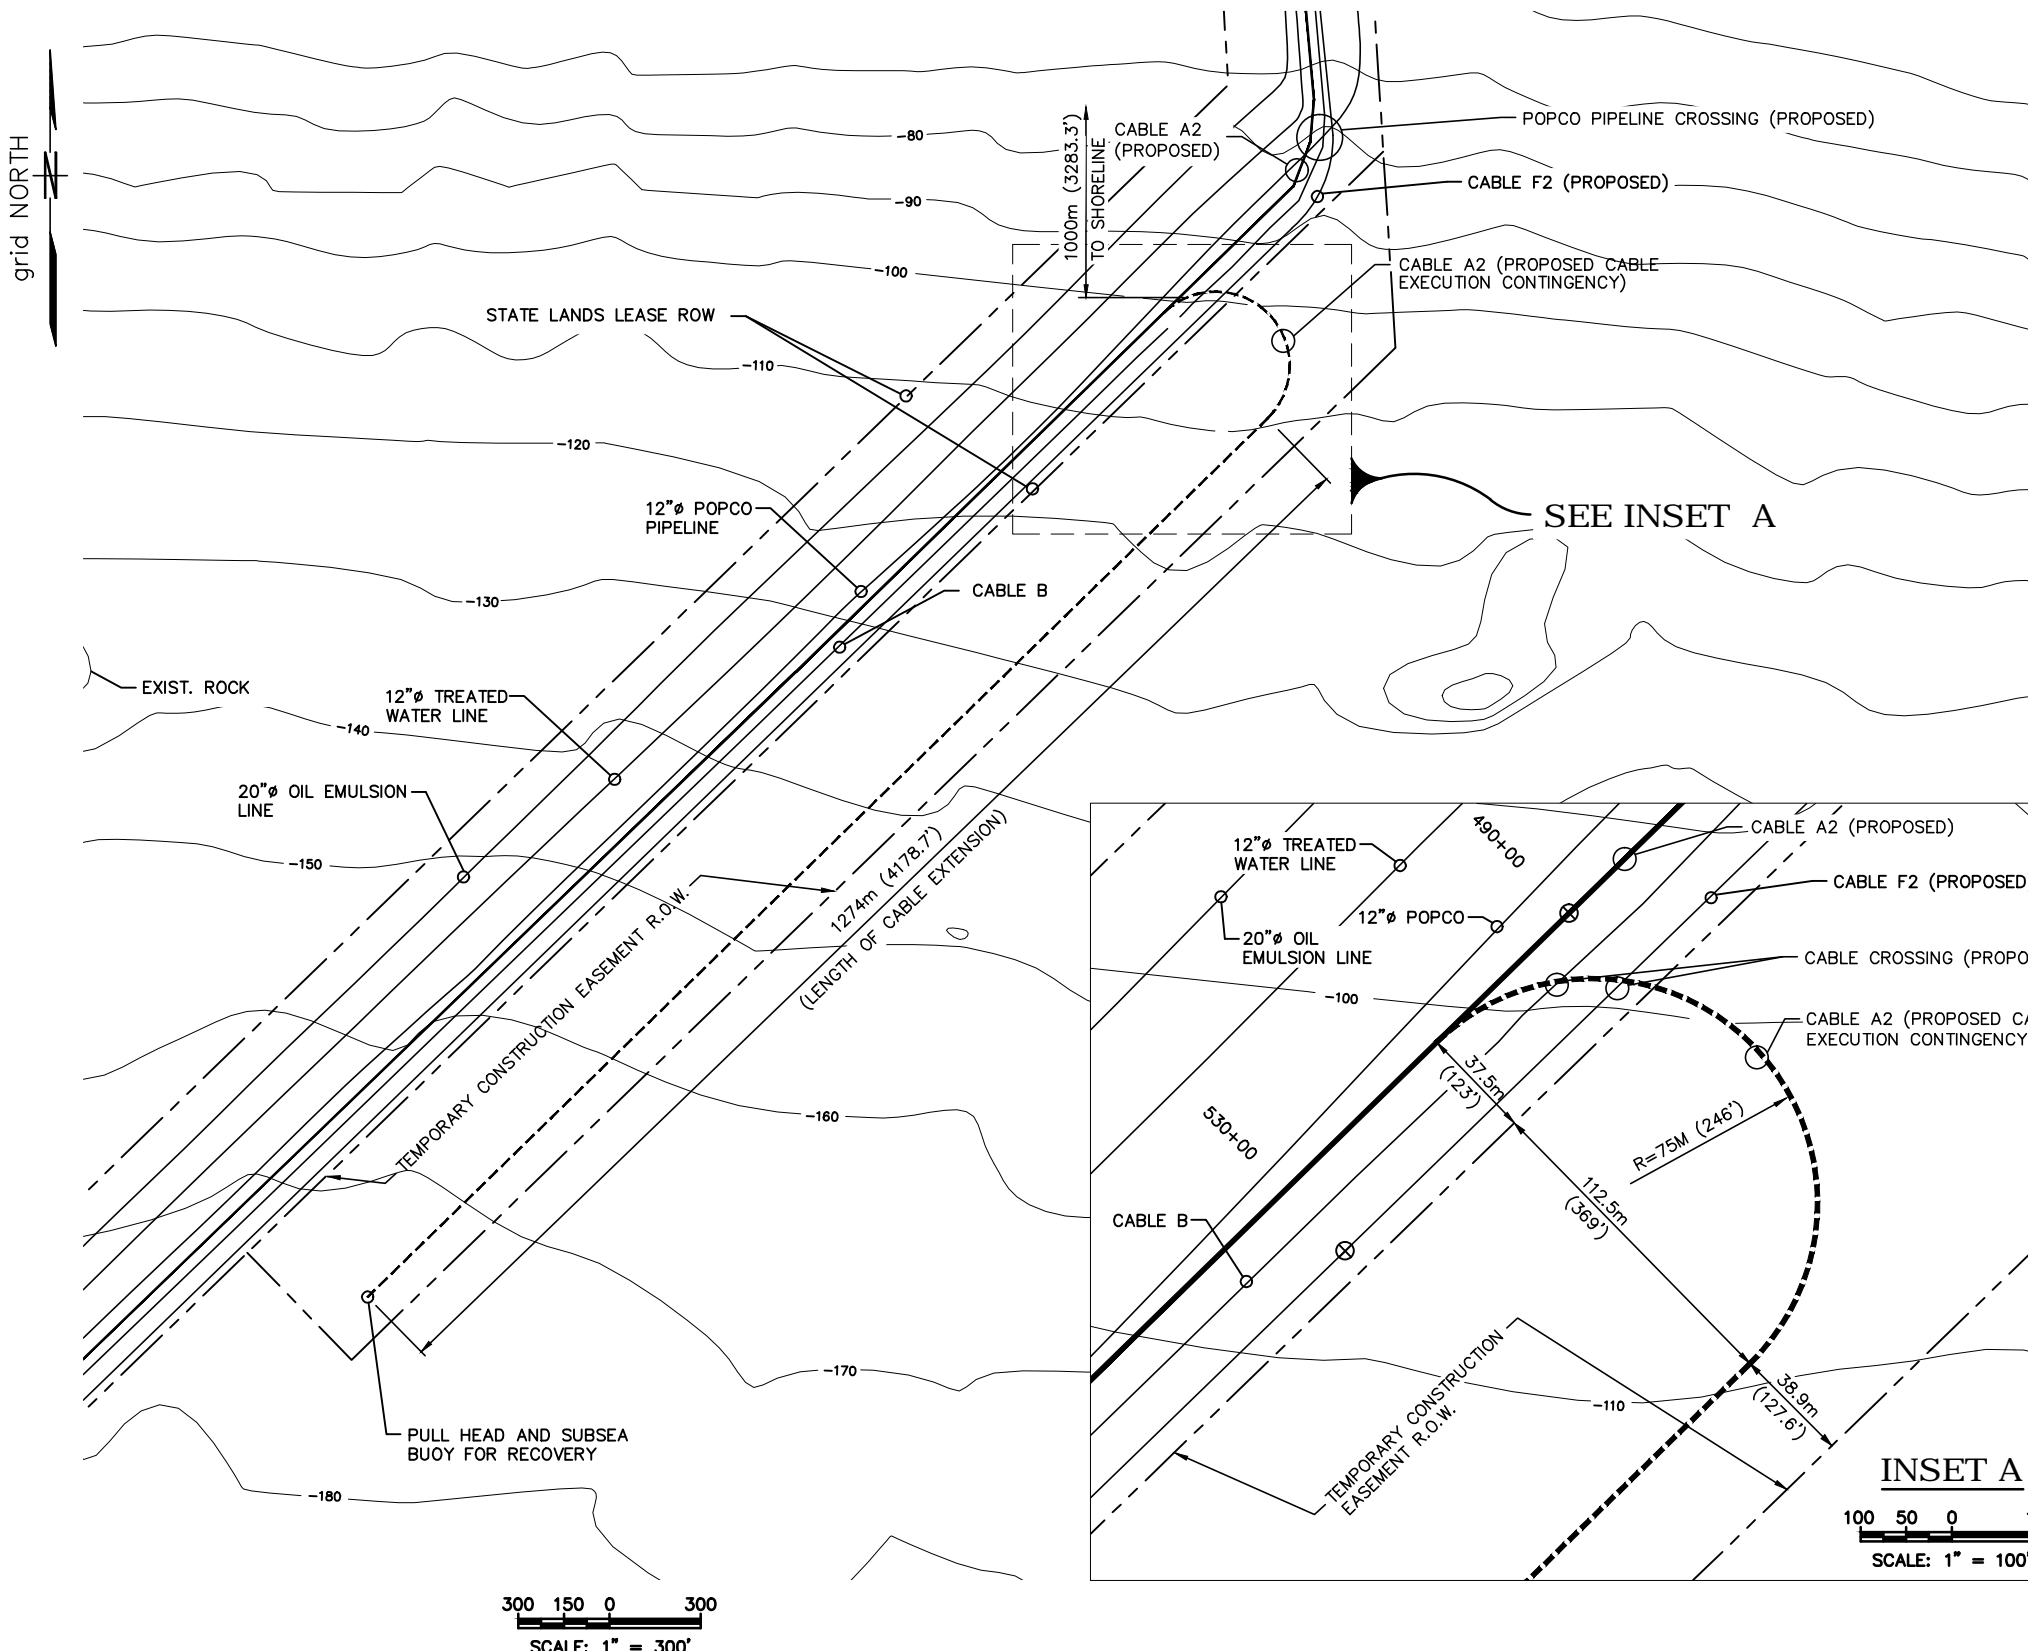 grid NORTH
N
-80
-90
-100
-110
-120
-130
-140
-150
-160
-170
-180
1000m (3283.3')
TO SHORELINE
CABLE A2
(PROPOSED)
POPCO PIPELINE CROSSING (PROPOSED)
CABLE F2 (PROPOSED)
CABLE A2 (PROPOSED CABLE
EXECUTION CONTINGENCY)
STATE LANDS LEASE ROW
12"ø POPCO
PIPELINE
SEE INSET A
CABLE B
EXIST. ROCK
12"ø TREATED
WATER LINE
20"ø OIL EMULSION
LINE
TEMPORARY CONSTRUCTION EASEMENT R.O.W.
1274m (4178.7')
(LENGTH OF CABLE EXTENSION)
PULL HEAD AND SUBSEA
BUOY FOR RECOVERY
300 150 0 300
SCALE: 1" = 300'
490+00
CABLE A2 (PROPOSED)
12"ø TREATED
WATER LINE
CABLE F2 (PROPOSED
12"ø POPCO
20"ø OIL
EMULSION LINE
CABLE CROSSING (PROPO
-100
CABLE A2 (PROPOSED CA
EXECUTION CONTINGENCY
37.5m
(123')
530+00
R=75M (246')
112.5m
(369')
CABLE B
TEMPORARY CONSTRUCTION
EASEMENT R.O.W.
-110
38.9m
(127.6')
INSET A
100 50 0
SCALE: 1" = 100'